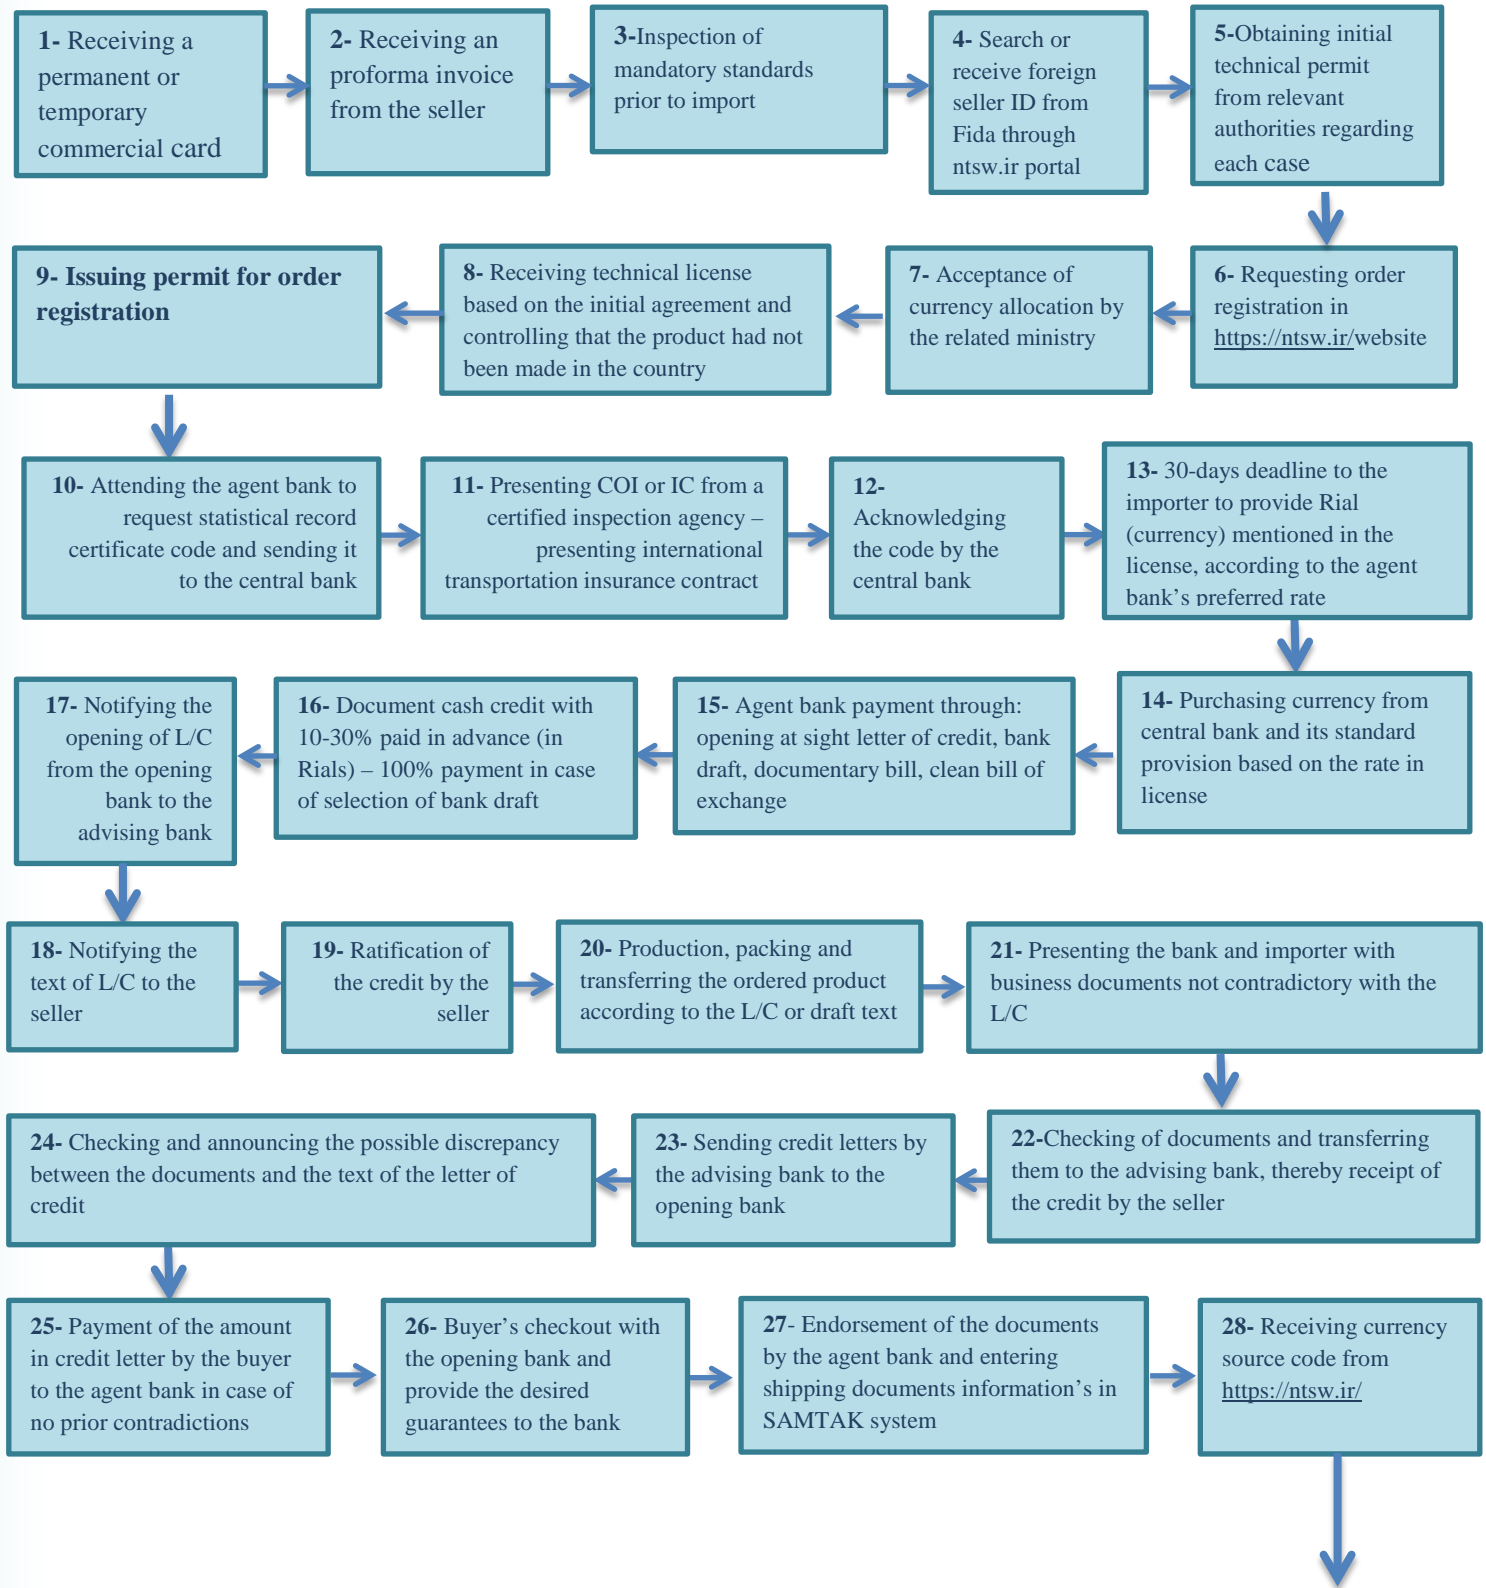 1- Receiving a
permanent or
temporary
commercial card
2- Receiving an
proforma invoice
from the seller
3-Inspection of
mandatory standards
prior to import
4- Search or
receive foreign
seller ID from
Fida through
ntsw.ir portal
5-Obtaining initial
technical permit
from relevant
authorities regarding
each case
6- Requesting order
registration in
https://ntsw.ir/website
7- Acceptance of
currency allocation by
the related ministry
8- Receiving technical license
based on the initial agreement and
controlling that the product had not
been made in the country
9- Issuing permit for order
registration
10- Attending the agent bank to
request statistical record
certificate code and sending it
to the central bank
11- Presenting COI or IC from a
certified inspection agency –
presenting international
transportation insurance contract
12-
Acknowledging
the code by the
central bank
13- 30-days deadline to the
importer to provide Rial
(currency) mentioned in the
license, according to the agent
bank’s preferred rate
14- Purchasing currency from
central bank and its standard
provision based on the rate in
license
15- Agent bank payment through:
opening at sight letter of credit, bank
draft, documentary bill, clean bill of
exchange
16- Document cash credit with
10-30% paid in advance (in
Rials) – 100% payment in case
of selection of bank draft
17- Notifying the
opening of L/C
from the opening
bank to the
advising bank
18- Notifying the
text of L/C to the
seller
19- Ratification of
the credit by the
seller
20- Production, packing and
transferring the ordered product
according to the L/C or draft text
21- Presenting the bank and importer with
business documents not contradictory with the
L/C
22-Checking of documents and transferring
them to the advising bank, thereby receipt of
the credit by the seller
23- Sending credit letters by
the advising bank to the
opening bank
24- Checking and announcing the possible discrepancy
between the documents and the text of the letter of
credit
25- Payment of the amount
in credit letter by the buyer
to the agent bank in case of
no prior contradictions
26- Buyer’s checkout with
the opening bank and
provide the desired
guarantees to the bank
27- Endorsement of the documents
by the agent bank and entering
shipping documents information’s in
SAMTAK system
28- Receiving currency
source code from
https://ntsw.ir/